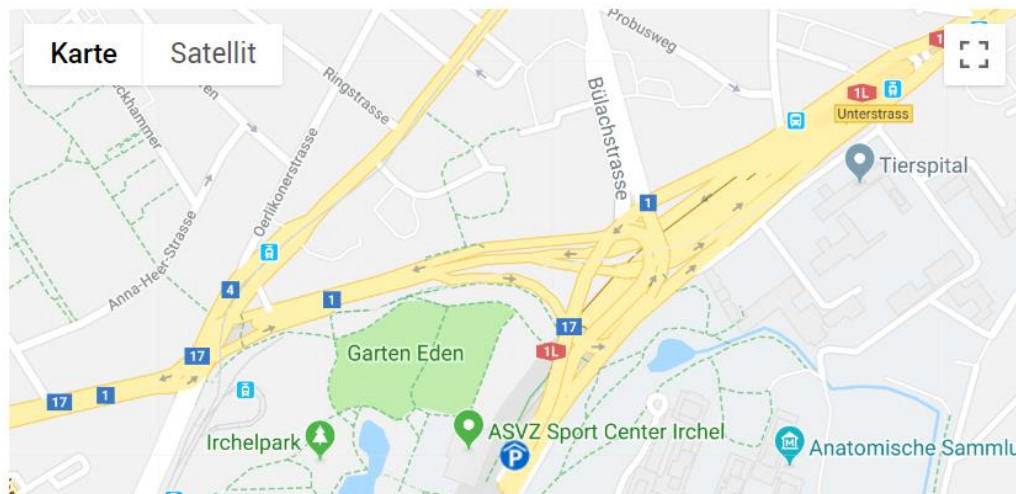 Karte
Satellit
Probusweg
1L
Unterstrass
Ringstrasse
Bülachstrasse
Tierspital
Oerlikonerstrasse
1
Anna-Heer-Strasse
4
1
17
Garten Eden
1L
17
17
1
Irchelpark
ASVZ Sport Center Irchel
P
Anatomische Sammlu